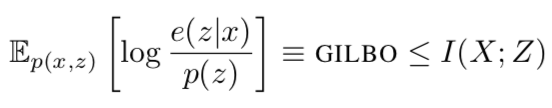 𝔼_{p(x,z)} [log e(z|x)/p(z)] ≡ GILBO ≤ I(X; Z)